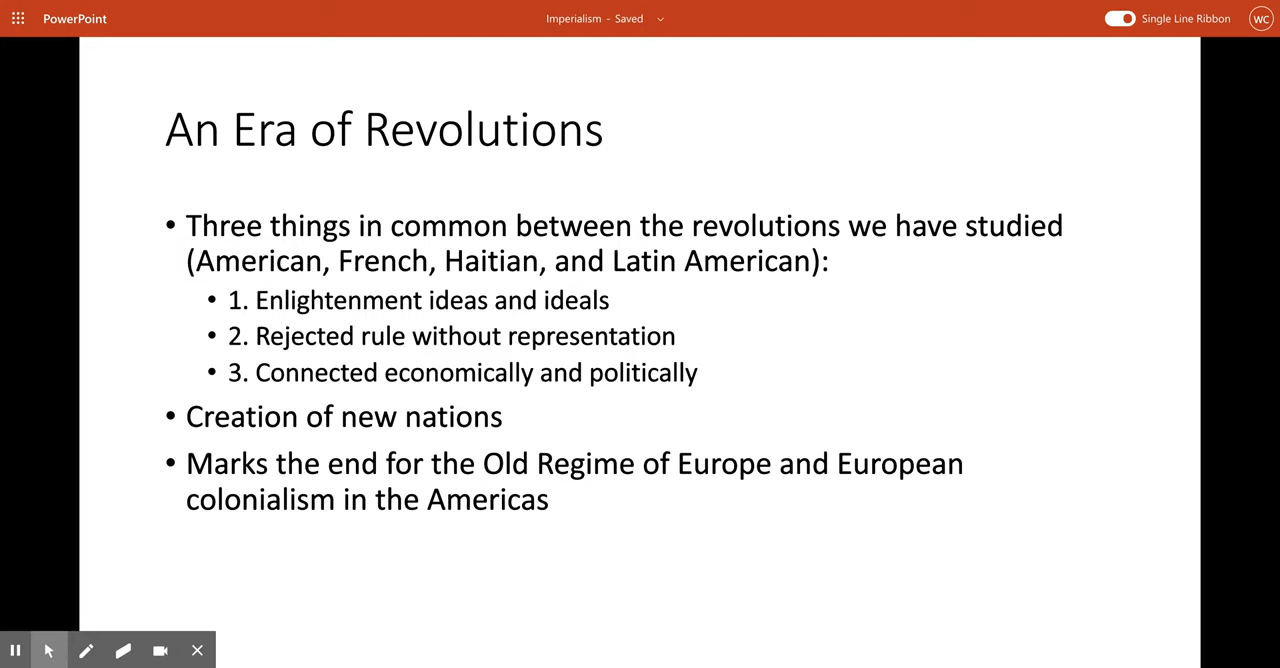 PowerPoint
Imperialism - Saved
Single Line Ribbon
WC
An Era of Revolutions
• Three things in common between the revolutions we have studied
(American, French, Haitian, and Latin American):
• 1. Enlightenment ideas and ideals
• 2. Rejected rule without representation
• 3. Connected economically and politically
• Creation of new nations
• Marks the end for the Old Regime of Europe and European
colonialism in the Americas